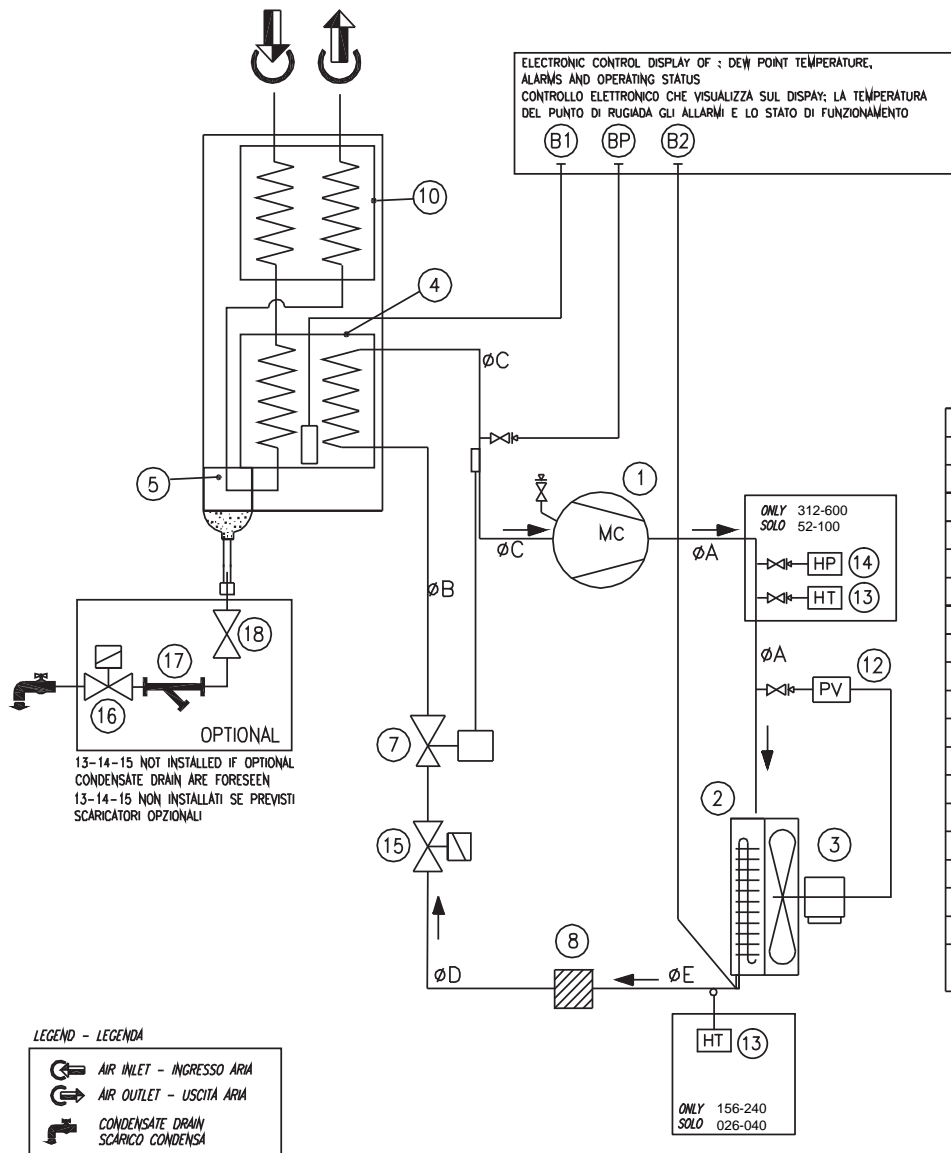 ELECTRONIC CONTROL DISPLAY OF : DEW POINT TEMPERATURE,
ALARMS AND OPERATING STATUS
CONTROLLO ELETTRONICO CHE VISUALIZZA SUL DISPAY; LA TEMPERATURA
DEL PUNTO DI RUGIADA GLI ALLARMI E LO STATO DI FUNZIONAMENTO
B1 BP B2
10
4
øC
5
1
MC
øC
øA
ONLY 312-600
SOLO 52-100
HP 14
HT 13
øB
øA
18
17
16
OPTIONAL
12
PV
7
13-14-15 NOT INSTALLED IF OPTIONAL
CONDENSATE DRAIN ARE FORESEEN
13-14-15 NON INSTALLATI SE PREVISTI
SCARICATORI OPZIONALI
2
15
3
8
øD
øE
HT 13
ONLY 156-240
SOLO 026-040
LEGEND - LEGENDA
AIR INLET - INGRESSO ARIA
AIR OUTLET - USCITA ARIA
CONDENSATE DRAIN
SCARICO CONDENSA